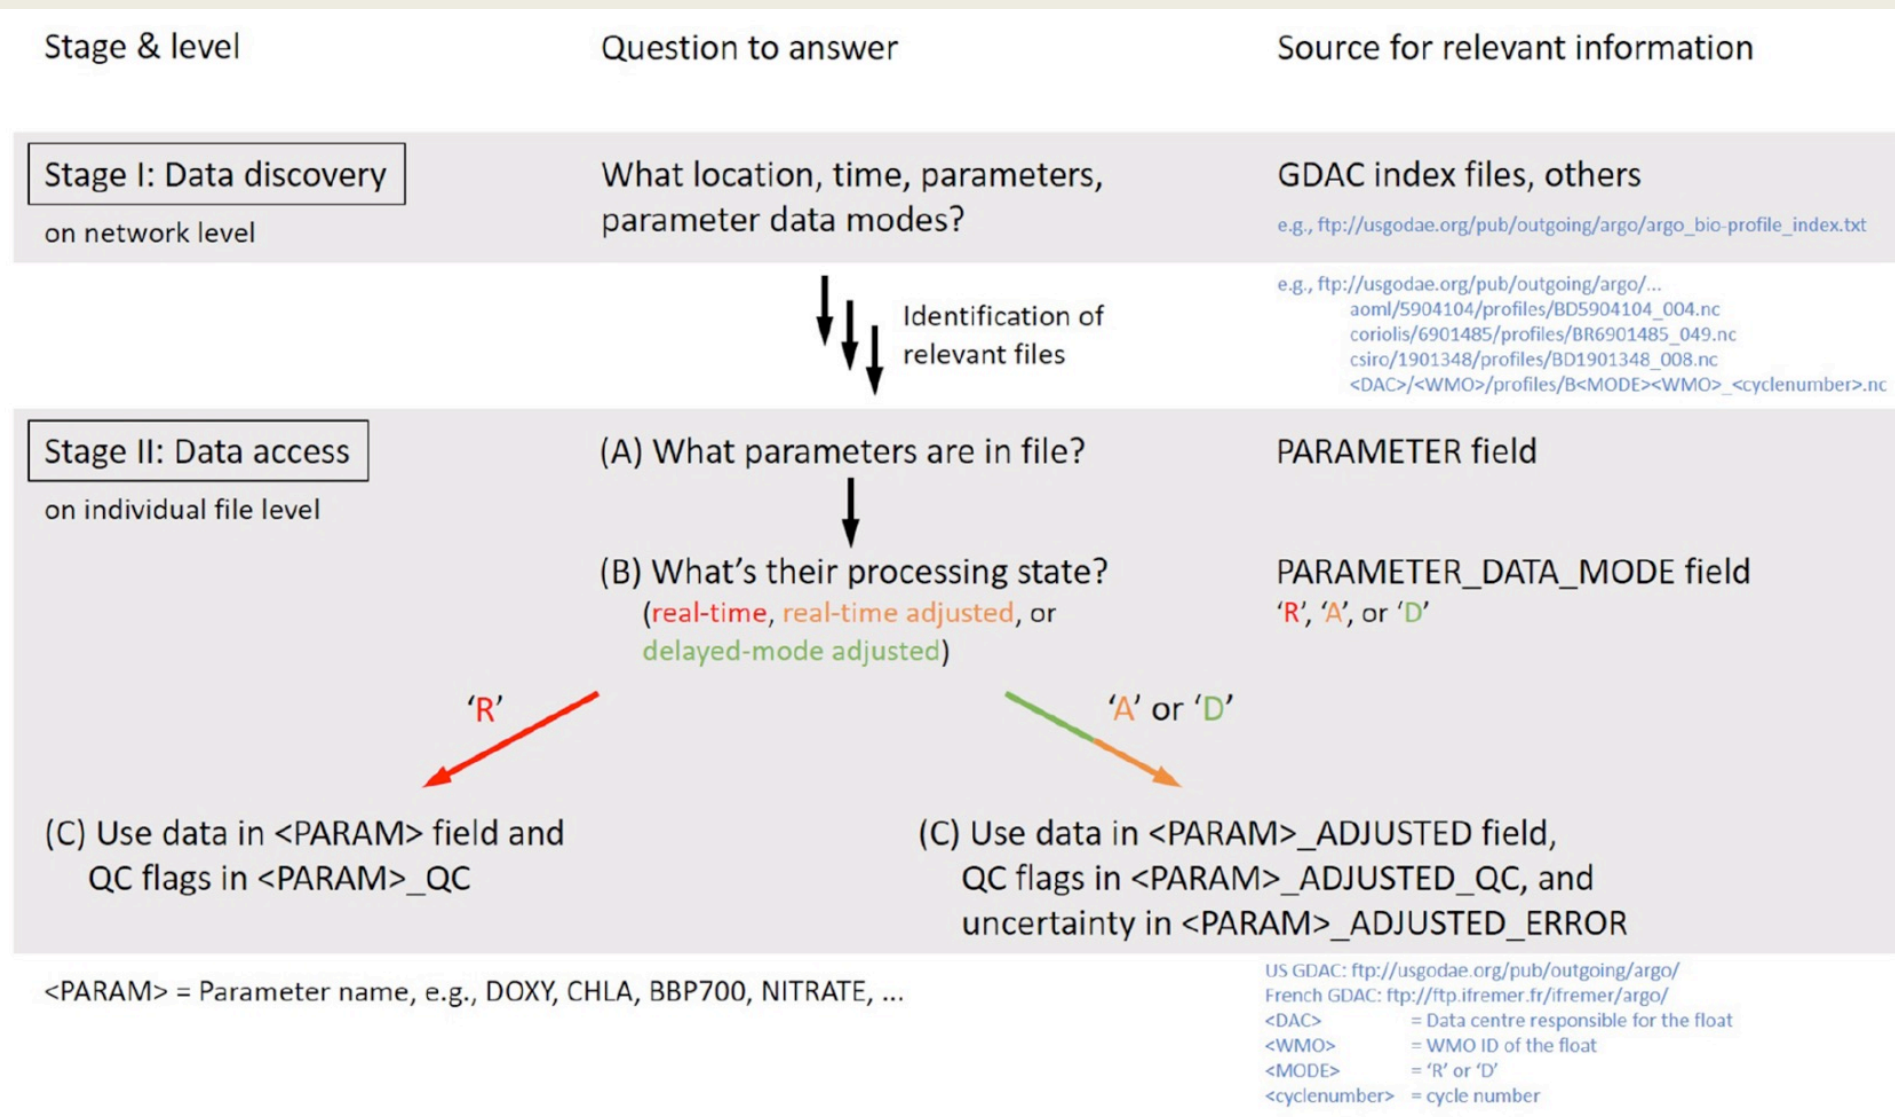 Stage & level
Question to answer
Source for relevant information
Stage I: Data discovery
on network level
What location, time, parameters,
parameter data modes?
GDAC index files, others
e.g., ftp://usgodae.org/pub/outgoing/argo/argo_bio-profile_index.txt
Identification of
relevant files
e.g., ftp://usgodae.org/pub/outgoing/argo/...
aoml/5904104/profiles/BD5904104_004.nc
coriolis/6901485/profiles/BR6901485_049.nc
csiro/1901348/profiles/BD1901348_008.nc
<DAC>/<WMO>/profiles/B<MODE><WMO>_<cyclenumber>.nc
Stage II: Data access
on individual file level
(A) What parameters are in file?
PARAMETER field
(B) What's their processing state?
(real-time, real-time adjusted, or
delayed-mode adjusted)
PARAMETER_DATA_MODE field
‘R’, ‘A’, or ‘D’
‘R’
‘A’ or ‘D’
(C) Use data in <PARAM> field and
QC flags in <PARAM>_QC
(C) Use data in <PARAM>_ADJUSTED field,
QC flags in <PARAM>_ADJUSTED_QC, and
uncertainty in <PARAM>_ADJUSTED_ERROR
<PARAM> = Parameter name, e.g., DOXY, CHLA, BBP700, NITRATE, ...
US GDAC: ftp://usgodae.org/pub/outgoing/argo/
French GDAC: ftp://ftp.ifremer.fr/ifremer/argo/
<DAC> = Data centre responsible for the float
<WMO> = WMO ID of the float
<MODE> = ‘R’ or ‘D’
<cyclenumber> = cycle number